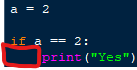 a = 2
if a == 2:
    print("Yes")